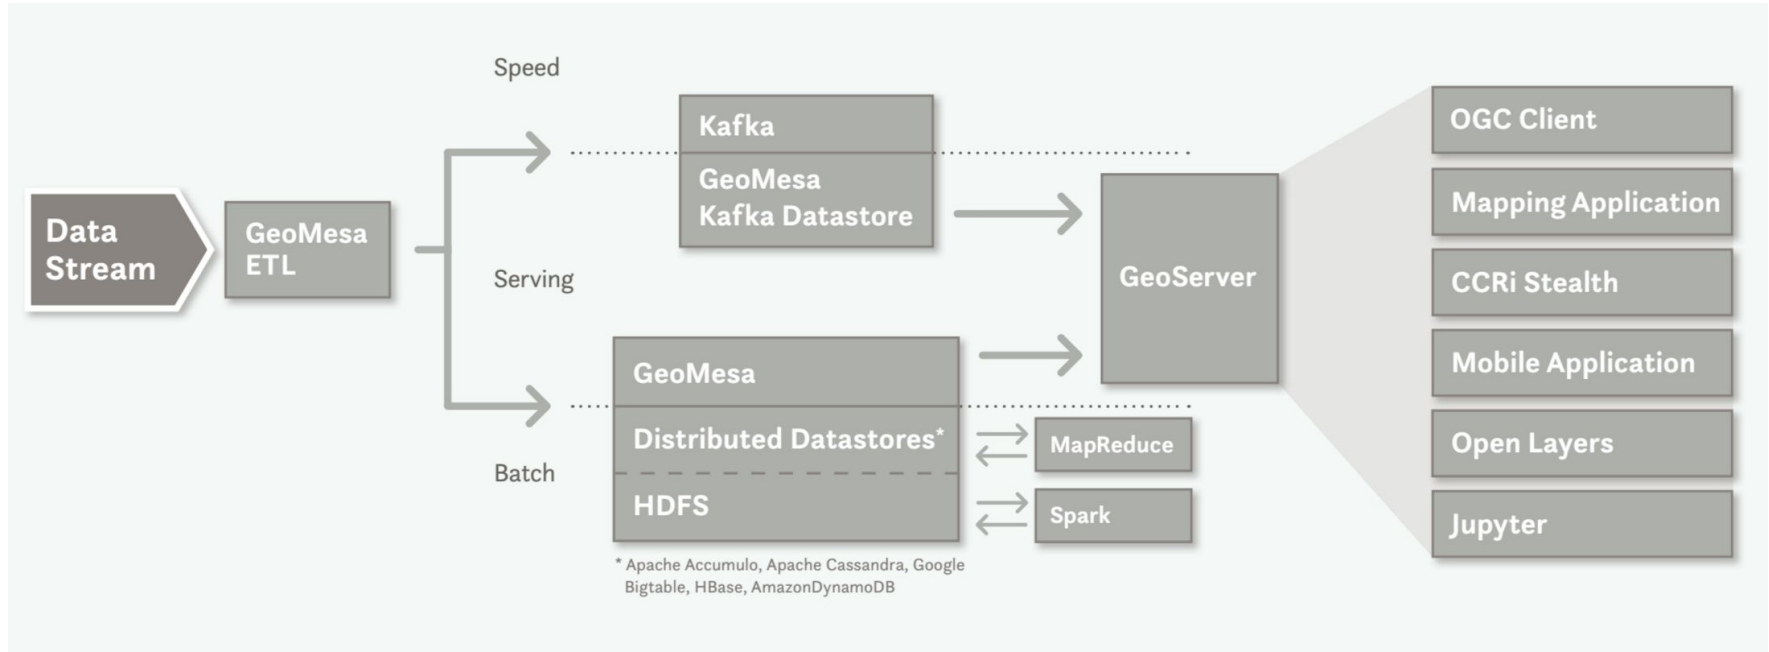 Speed
Kafka
GeoMesa
Kafka Datastore
Data
Stream
GeoMesa
ETL
Serving
GeoServer
GeoMesa
Distributed Datastores*
MapReduce
Batch
HDFS
Spark
* Apache Accumulo, Apache Cassandra, Google
Bigtable, HBase, AmazonDynamoDB
OGC Client
Mapping Application
CCRi Stealth
Mobile Application
Open Layers
Jupyter